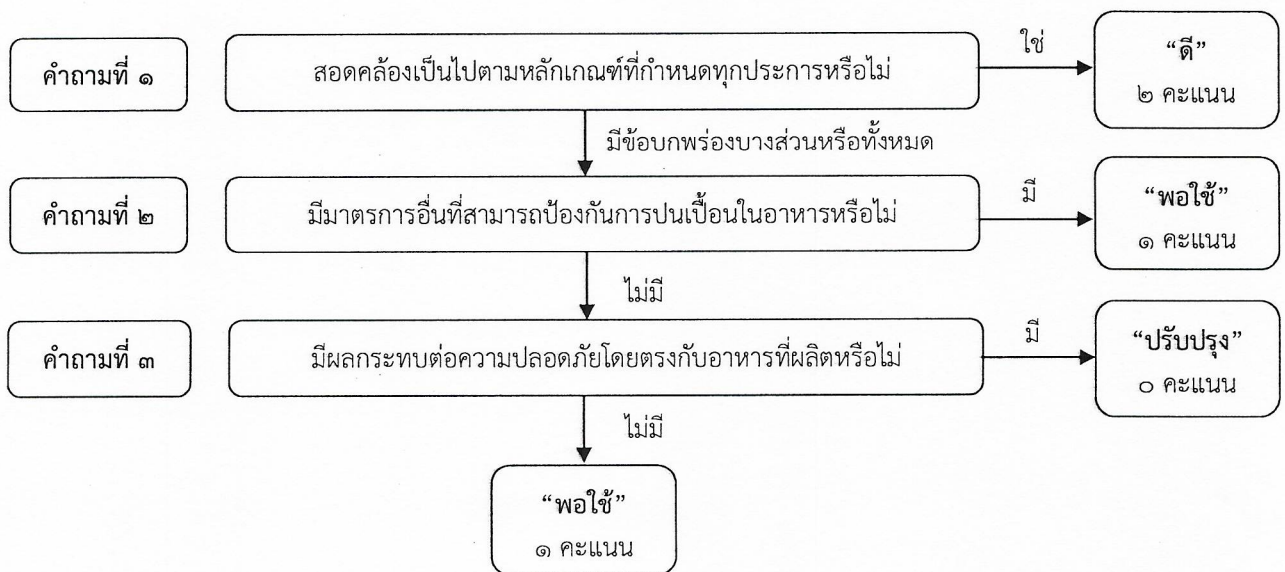 คำถามที่ ๑
สอดคล้องเป็นไปตามหลักเกณฑ์ที่กำหนดทุกประการหรือไม่
ใช่
“ดี”
๒ คะแนน
มีข้อบกพร่องบางส่วนหรือทั้งหมด
คำถามที่ ๒
มีมาตรการอื่นที่สามารถป้องกันการปนเปื้อนในอาหารหรือไม่
มี
“พอใช้”
๑ คะแนน
ไม่มี
คำถามที่ ๓
มีผลกระทบต่อความปลอดภัยโดยตรงกับอาหารที่ผลิตหรือไม่
มี
“ปรับปรุง”
๐ คะแนน
ไม่มี
“พอใช้”
๑ คะแนน